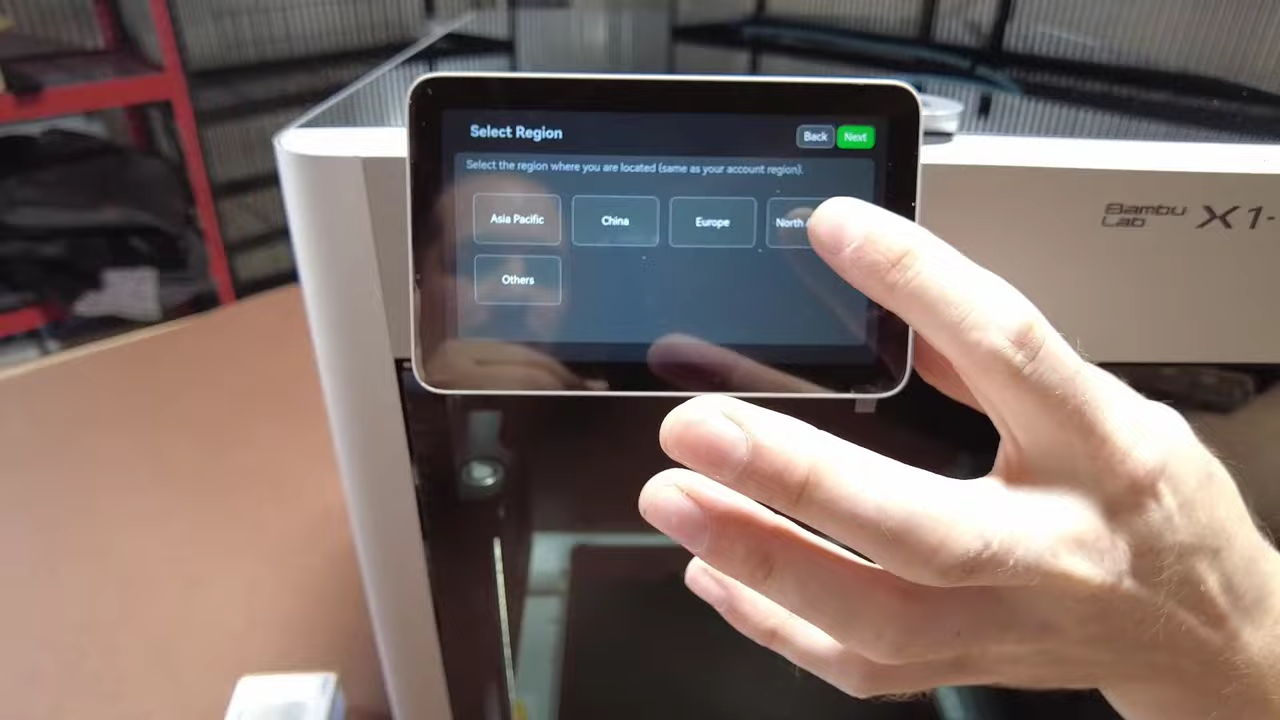 Select Region
Back
Next
Select the region where you are located (same as your account region).
Asia Pacific
China
Europe
North
Others
Bambu
Lab
X1-